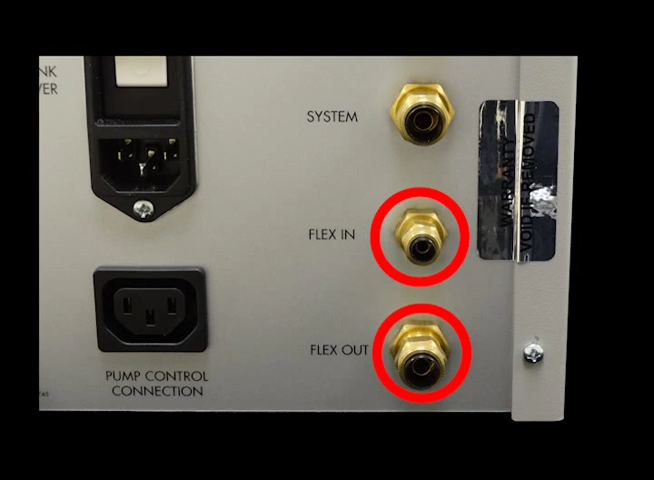 NK
VER
SYSTEM
WARRANTY
VOID IF REMOVED
FLEX IN
FLEX OUT
PUMP CONTROL
CONNECTION